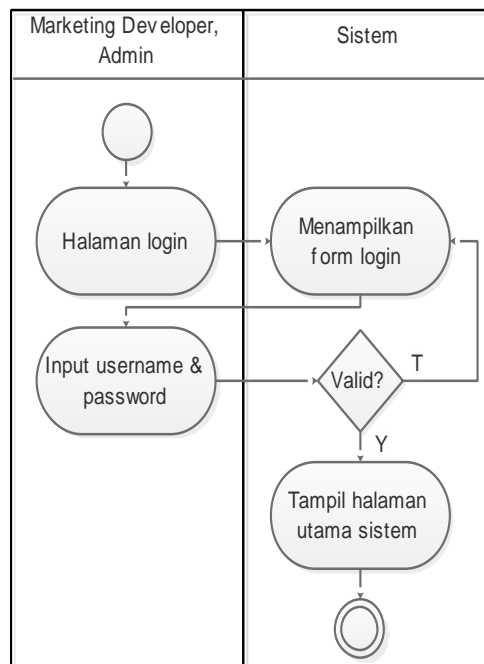 Marketing Developer,
Admin
Sistem
Halaman login
Menampilkan
form login
Input username &
password
Valid?
T
Y
Tampil halaman
utama sistem